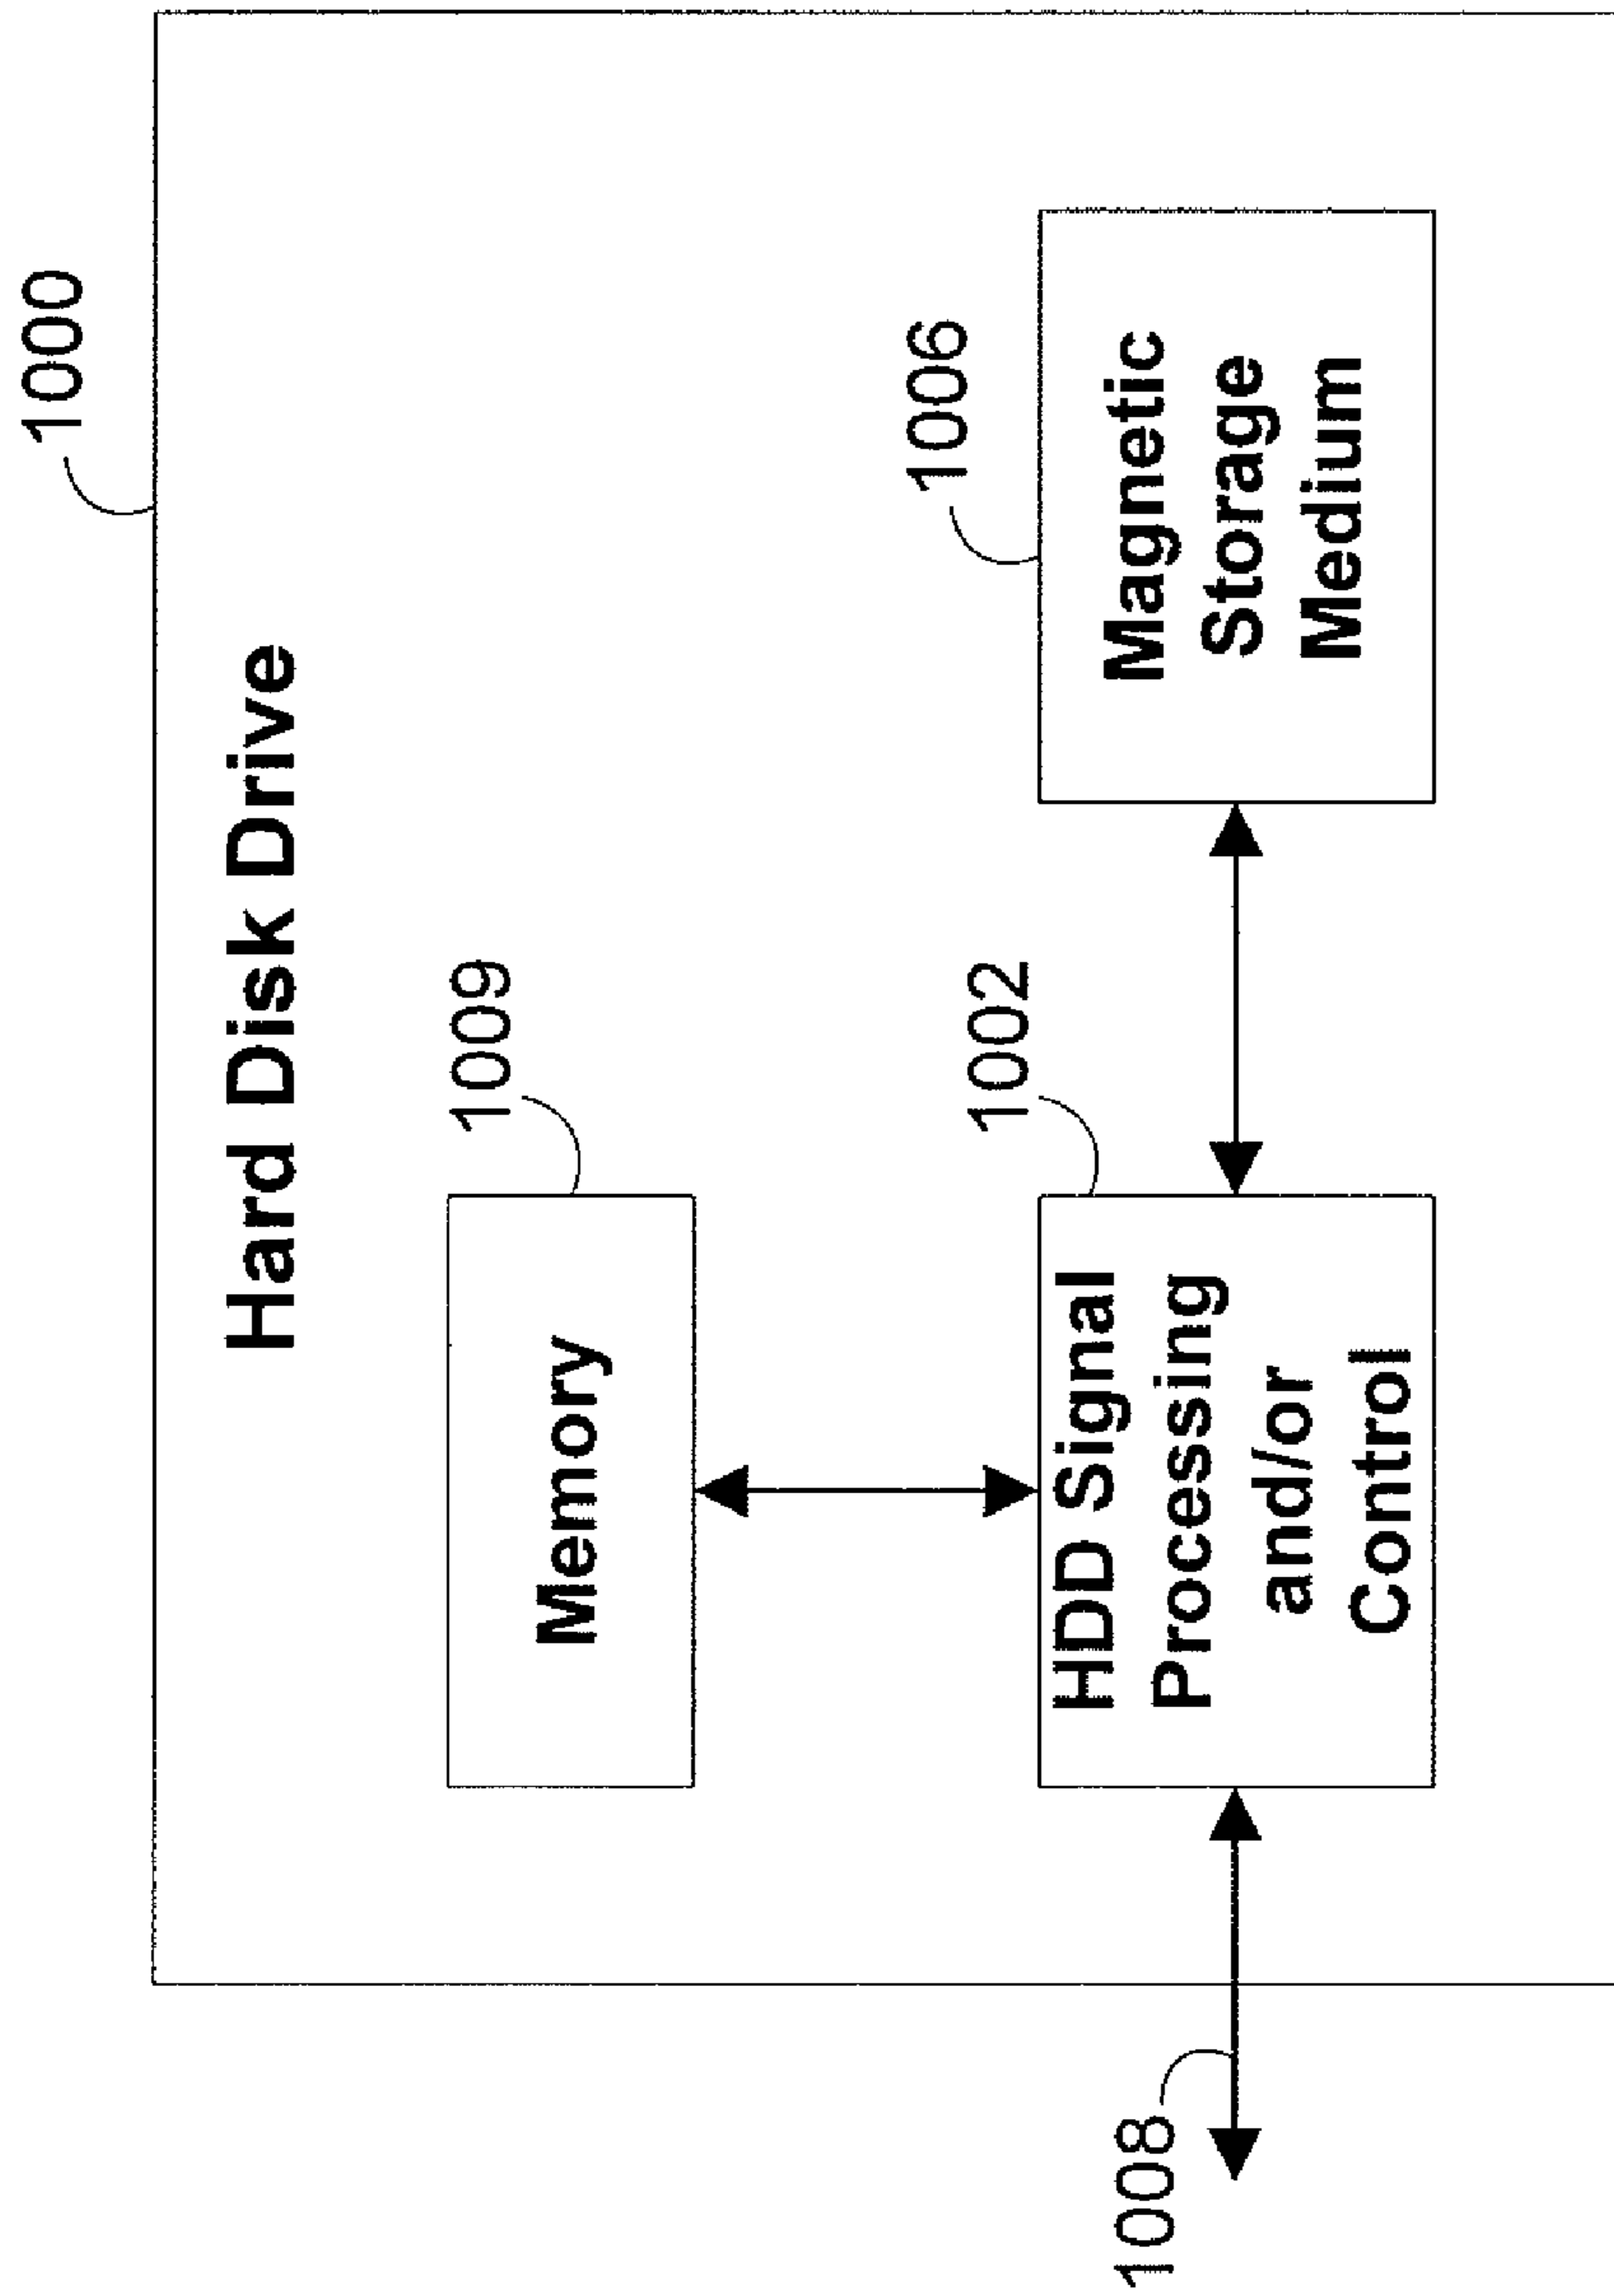 1000
Hard Disk Drive
1009
Memory
1002
HDD Signal
Processing
and/or
Control
1006
Magnetic
Storage
Medium
1008